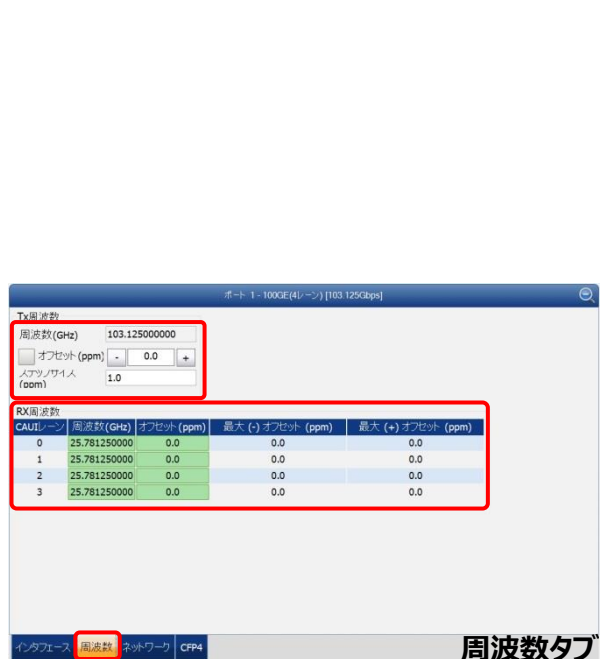 ポート 1 - 100GE(4レーン) [103.125Gbps]
Tx周波数
周波数(GHz) 103.125000000
オフセット (ppm) - 0.0 +
ステップサイズ (ppm) 1.0
RX周波数
CAUIレーン 周波数(GHz) オフセット(ppm) 最大 (-) オフセット (ppm) 最大 (+) オフセット (ppm)
0 25.781250000 0.0 0.0 0.0
1 25.781250000 0.0 0.0 0.0
2 25.781250000 0.0 0.0 0.0
3 25.781250000 0.0 0.0 0.0
インタフェース 周波数 ネットワーク CFP4
周波数タブ